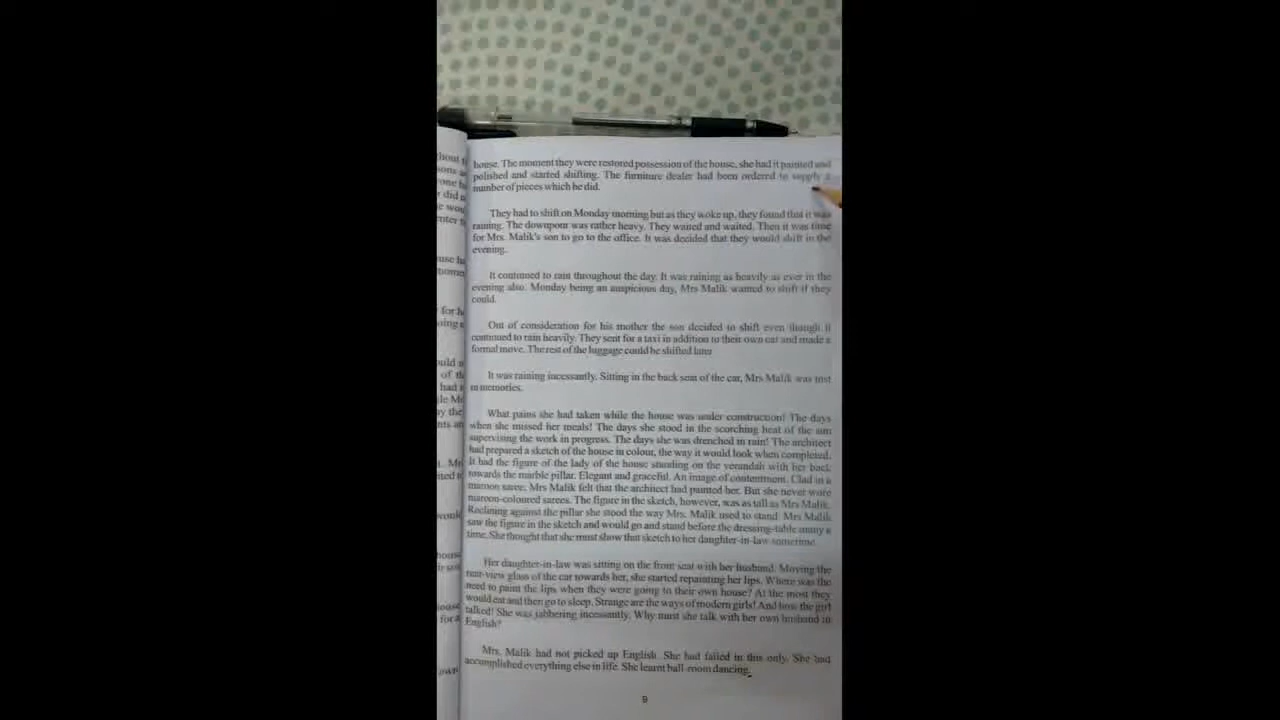 house. The moment they were restored possession of the house, she had it painted and
polished and started shifting. The furniture dealer had been ordered to supply a
number of pieces which he did.
They had to shift on Monday morning but as they woke up, they found that it was
raining. The downpour was rather heavy. They waited and waited. Then it was time
for Mrs. Malik's son to go to the office. It was decided that they would shift in the
evening.
It continued to rain throughout the day. It was raining as heavily as ever in the
evening also. Monday being an auspicious day, Mrs Malik wanted to shift if they
could.
Out of consideration for his mother the son decided to shift even though it
continued to rain heavily. They sent for a taxi in addition to their own car and made a
formal move. The rest of the luggage could be shifted later
It was raining incessantly. Sitting in the back seat of the car, Mrs Malik was lost
in memories.
What pains she had taken while the house was under construction! The days
when she missed her meals! The days she stood in the scorching heat of the sun
supervising the work in progress. The days she was drenched in rain! The architect
had prepared a sketch of the house in colour, the way it would look when completed.
It had the figure of the lady of the house standing on the verandah with her back
towards the marble pillar. Elegant and graceful. An image of contentment. Clad in a
maroon saree. Mrs Malik felt that the architect had painted her. But she never wore
maroon-coloured sarees. The figure in the sketch, however, was as tall as Mrs Malik.
Reclining against the pillar she stood the way Mrs. Malik used to stand. Mrs Malik
saw the figure in the sketch and would go and stand before the dressing-table many a
time. She thought that she must show that sketch to her daughter-in-law sometime.
Her daughter-in-law was sitting on the front seat with her husband. Moving the
rear-view glass of the car towards her, she started repainting her lips. Where was the
need to paint the lips when they were going to their own house? At the most they
would eat and then go to sleep. Strange are the ways of modern girls! And how the girl
talked! She was jabbering incessantly. Why must she talk with her own husband in
English?
Mrs. Malik had not picked up English. She had failed in this only. She had
accomplished everything else in life. She learnt ball-room dancing.
9